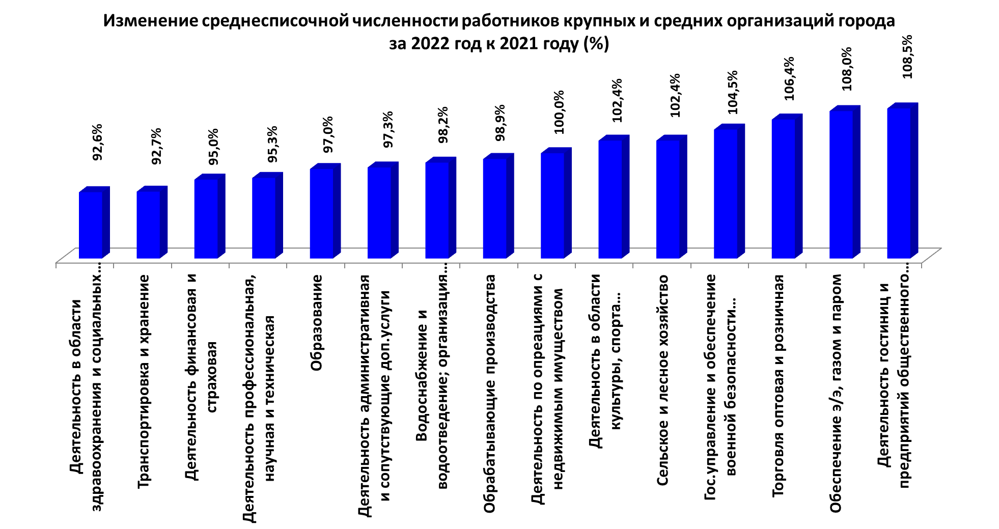 Изменение среднесписочной численности работников крупных и средних организаций города
за 2022 год к 2021 году (%)
92,6%
92,7%
95,0%
95,3%
97,0%
97,3%
98,2%
98,9%
100,0%
102,4%
102,4%
104,5%
106,4%
108,0%
108,5%
Деятельность в области
здравоохранения и социальных...
Транспортировка и хранение
Деятельность финансовая и
страховая
Деятельность профессиональная,
научная и техническая
Образование
Деятельность административная
и сопутствующие доп.услуги
Водоснабжение и
водоотведение; организация...
Обрабатывающие производства
Деятельность по опреациями с
недвижимым имуществом
Деятельность в области
культуры, спорта...
Сельское и лесное хозяйство
Гос.управление и обеспечение
военной безопасности...
Торговля оптовая и розничная
Обеспечение э/э, газом и паром
Деятельность гостиниц и
предприятий общественного...